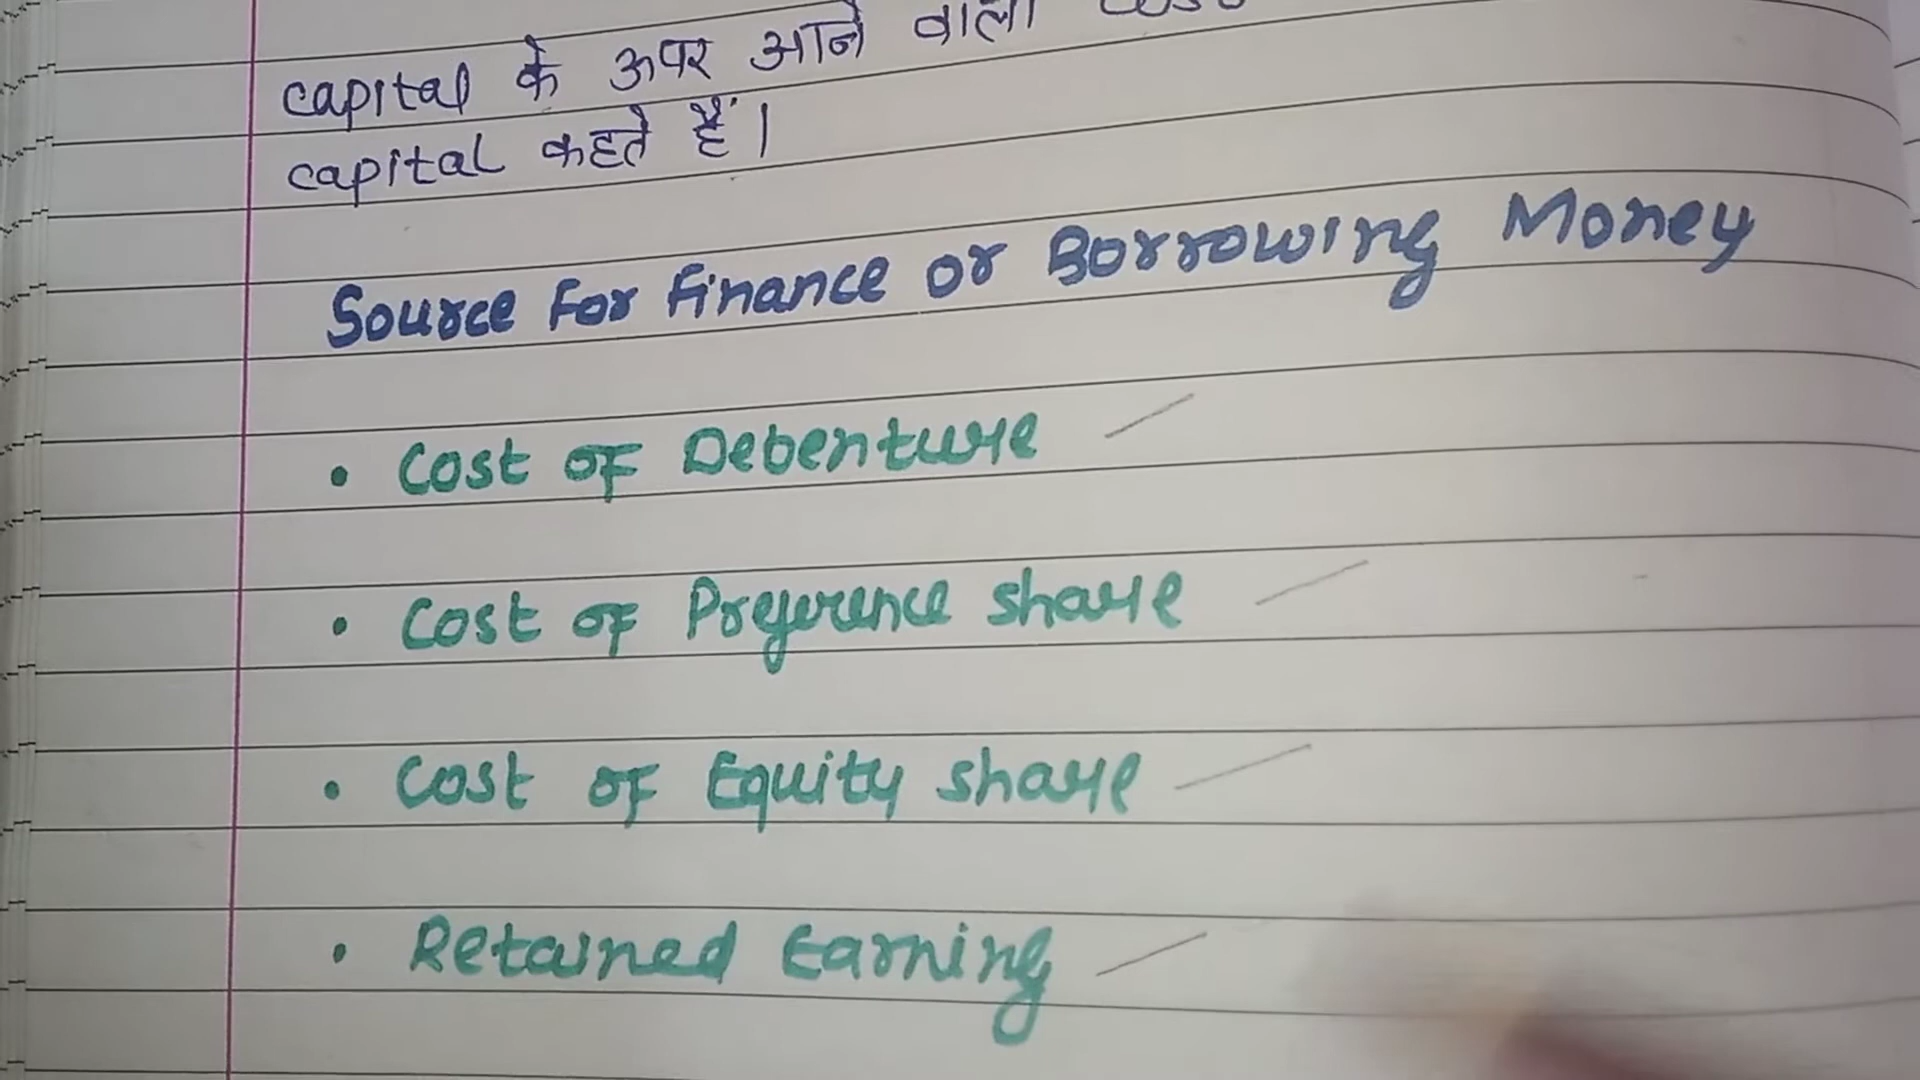 capital के ऊपर आने वाला
capital कहते हैं।
Source For Finance or Borrowing Money
• Cost of Debenture
• Cost of Preference share
• Cost of Equity share
• Retained Earning